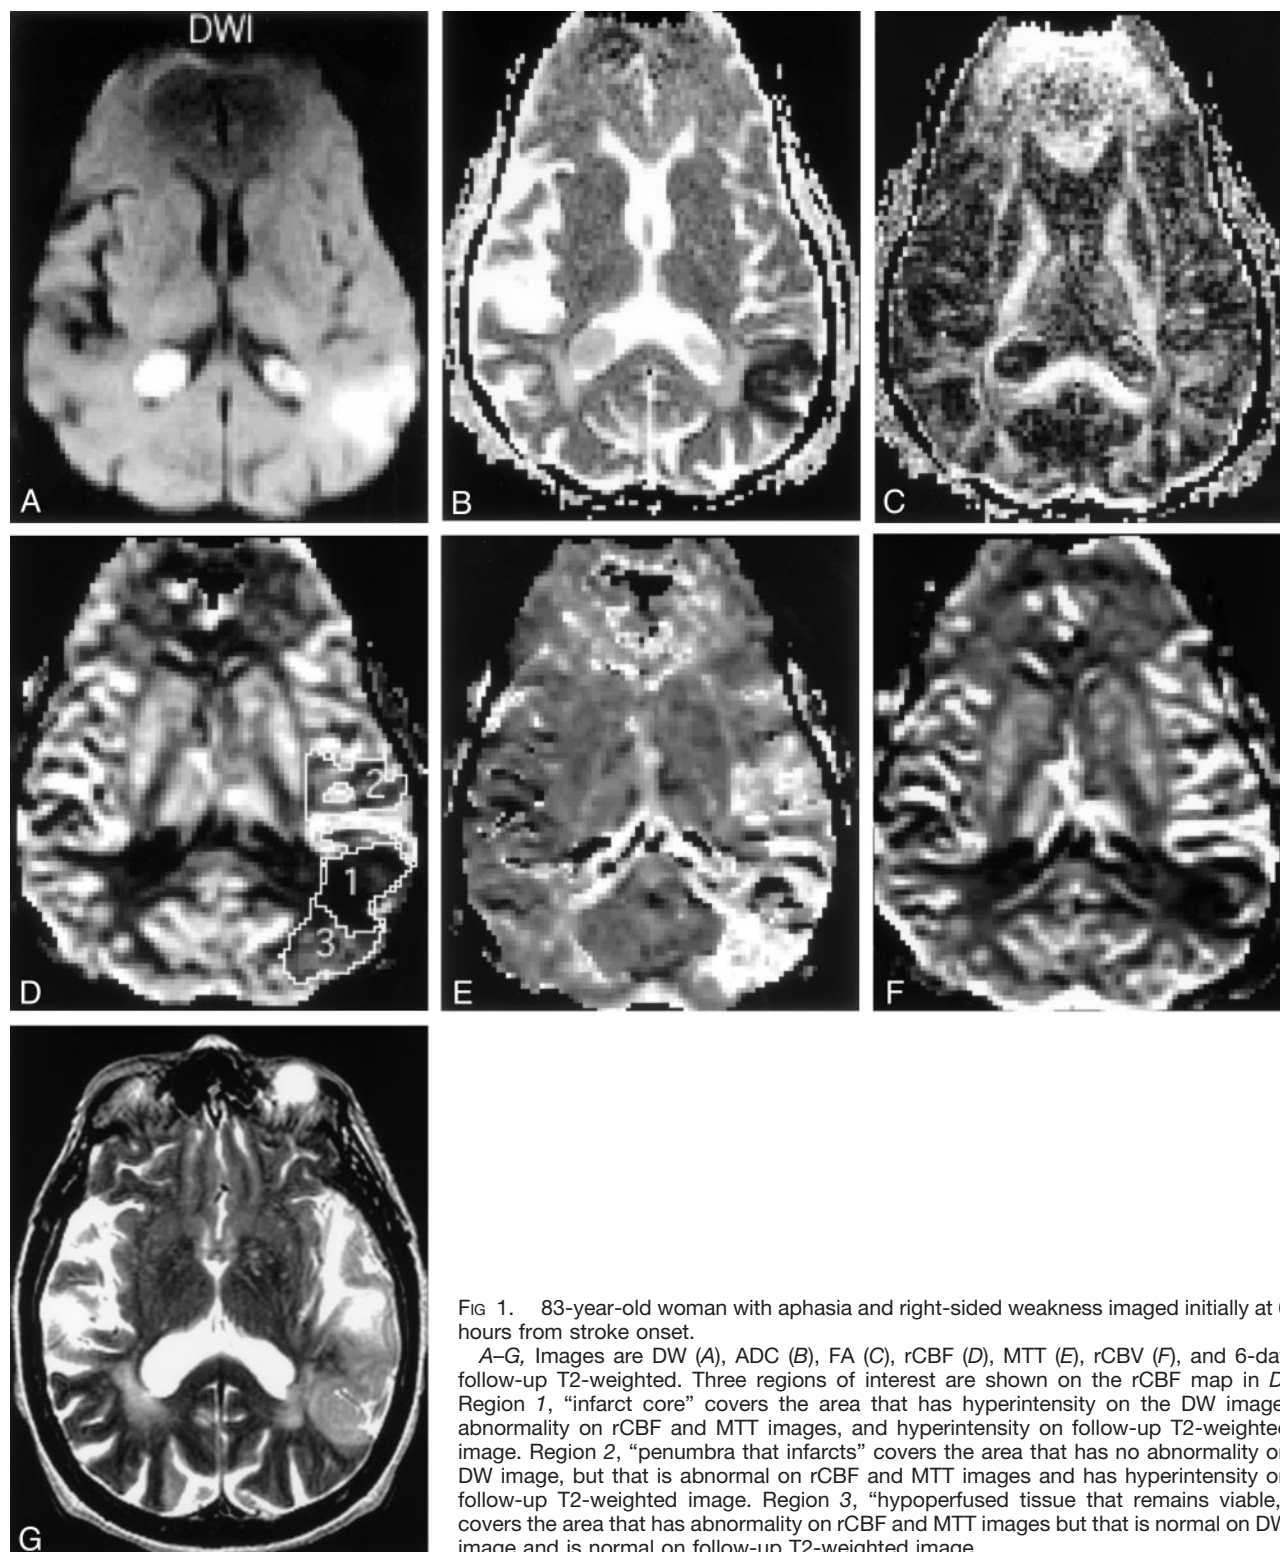 DWI
A
B
C
2
1
3
D
E
F
G
FIG 1. 83-year-old woman with aphasia and right-sided weakness imaged initially at
hours from stroke onset.
A–G, Images are DW (A), ADC (B), FA (C), rCBF (D), MTT (E), rCBV (F), and 6-day
follow-up T2-weighted. Three regions of interest are shown on the rCBF map in D.
Region 1, “infarct core” covers the area that has hyperintensity on the DW image,
abnormality on rCBF and MTT images, and hyperintensity on follow-up T2-weighted
image. Region 2, “penumbra that infarcts” covers the area that has no abnormality on
DW image, but that is abnormal on rCBF and MTT images and has hyperintensity on
follow-up T2-weighted image. Region 3, “hypoperfused tissue that remains viable,”
covers the area that has abnormality on rCBF and MTT images but that is normal on DW
image and is normal on follow-up T2-weighted image.